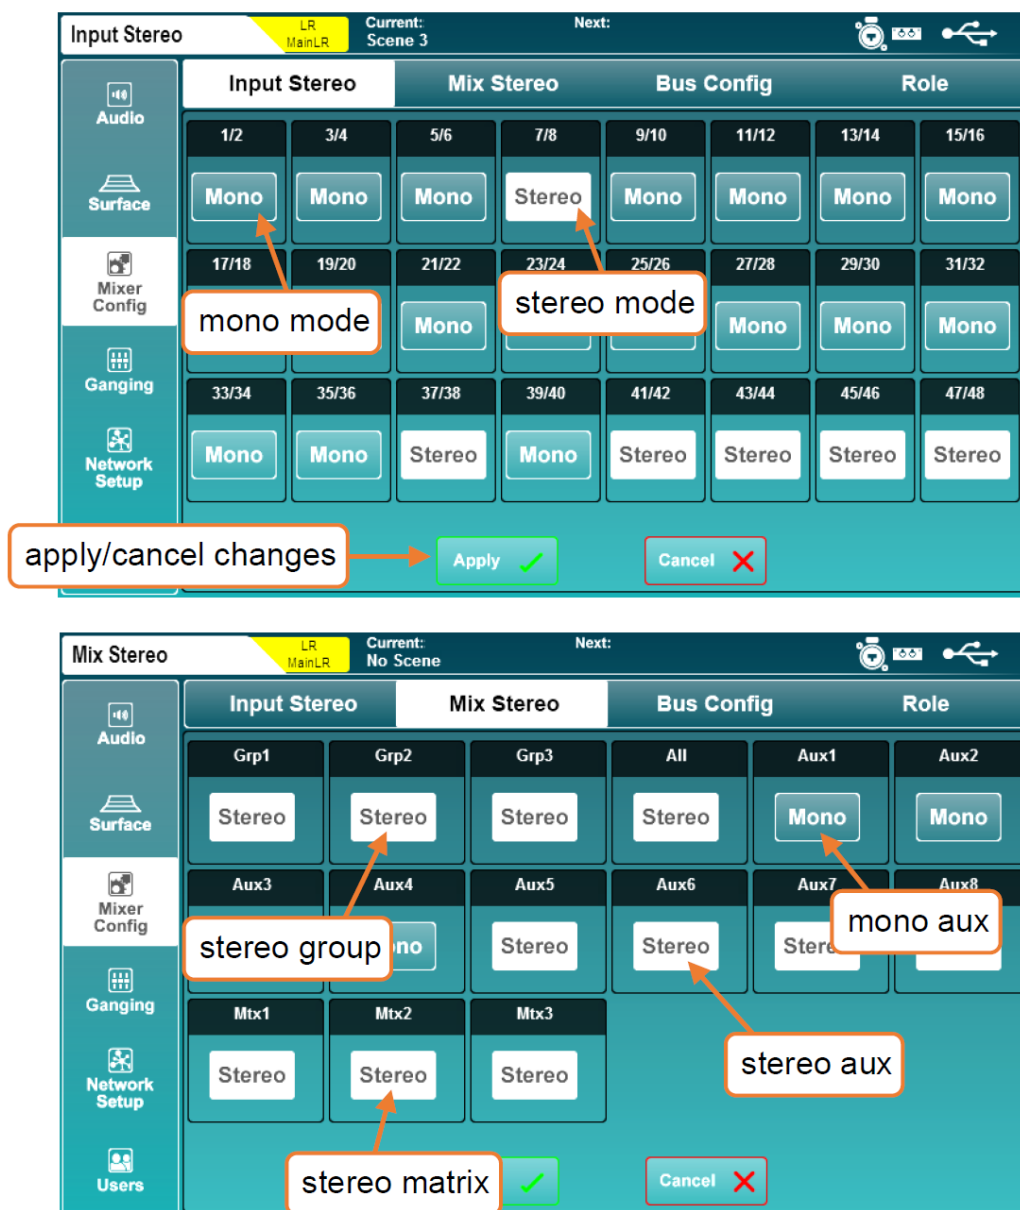 Input Stereo
LR
MainLR
Current:
Scene 3
Next:
Audio
Surface
Mixer
Config
Ganging
Network
Setup
Input Stereo Mix Stereo Bus Config Role
1/2 3/4 5/6 7/8 9/10 11/12 13/14 15/16
Mono Mono Mono Stereo Mono Mono Mono Mono
17/18 19/20 21/22 23/24 25/26 27/28 29/30 31/32
mono mode
stereo mode
Mono Mono Mono Mono
33/34 35/36 37/38 39/40 41/42 43/44 45/46 47/48
Mono Mono Stereo Mono Stereo Stereo Stereo Stereo
apply/cancel changes
Apply Cancel
Mix Stereo
LR
MainLR
Current:
No Scene
Next:
Audio
Surface
Mixer
Config
Ganging
Network
Setup
Users
Input Stereo Mix Stereo Bus Config Role
Grp1 Grp2 Grp3 All Aux1 Aux2
Stereo Stereo Stereo Stereo Mono Mono
Aux3 Aux4 Aux5 Aux6 Aux7 Aux8
stereo group
mono aux
Stereo Stereo
Mtx1 Mtx2 Mtx3
stereo aux
Stereo Stereo Stereo
stereo matrix
Cancel